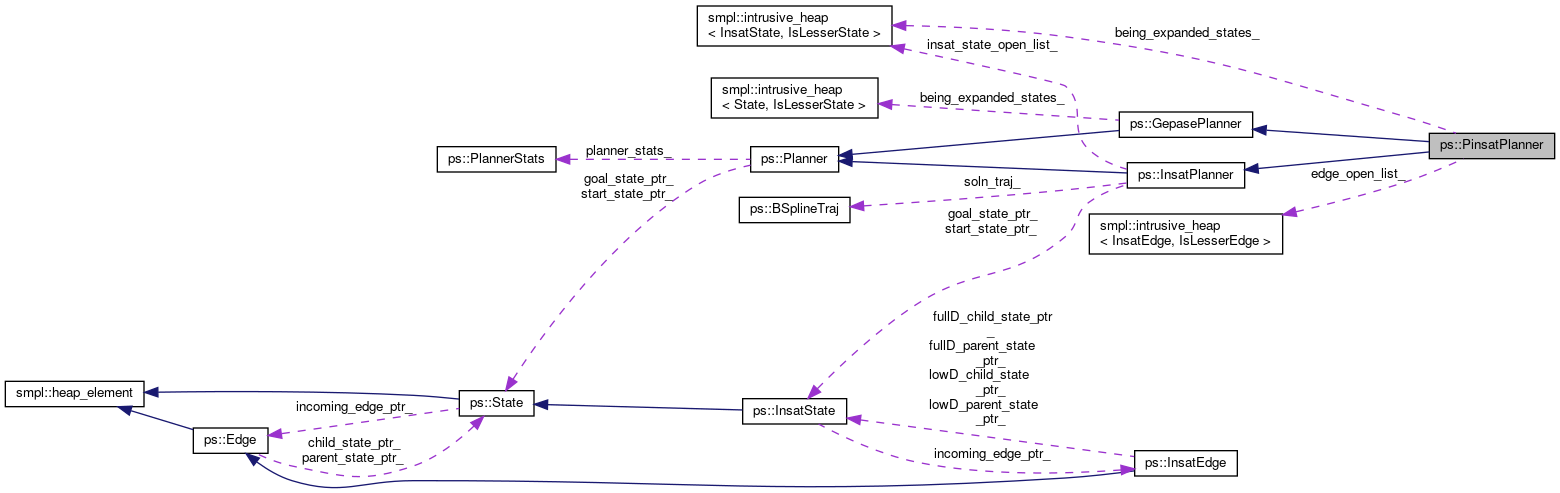 smpl::intrusive_heap
< InsatState, IsLesserState >
being_expanded_states_
insat_state_open_list_
smpl::intrusive_heap
< State, IsLesserState >
being_expanded_states_
ps::GepasePlanner
ps::PinsatPlanner
ps::PlannerStats
planner_stats_
ps::Planner
ps::InsatPlanner
edge_open_list_
goal_state_ptr_
start_state_ptr_
soln_traj_
ps::BSplineTraj
goal_state_ptr_
start_state_ptr_
smpl::intrusive_heap
< InsatEdge, IsLesserEdge >
fullD_child_state_ptr
_
fullD_parent_state
_ptr_
lowD_child_state
_ptr_
lowD_parent_state
_ptr_
smpl::heap_element
incoming_edge_ptr_
ps::State
ps::InsatState
ps::Edge
child_state_ptr_
parent_state_ptr_
incoming_edge_ptr_
ps::InsatEdge